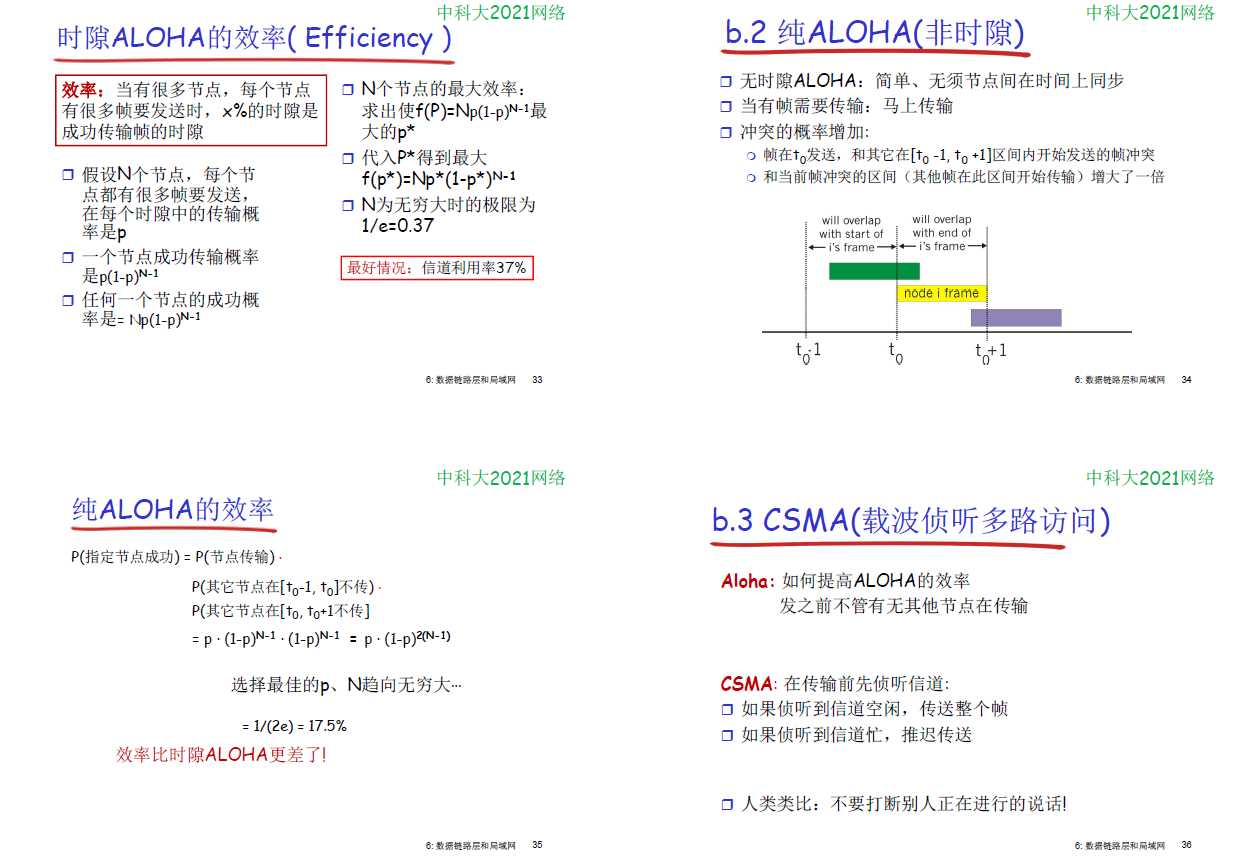 中科大2021网络
时隙ALOHA的效率( Efficiency )
效率：当有很多节点，每个节点
有很多帧要发送时，x%的时隙是
成功传输帧的时隙
假设N个节点，每个节
点都有很多帧要发送，
在每个时隙中的传输概
率是p
一个节点成功传输概率
是p(1-p)N-1
任何一个节点的成功概
率是= Np(1-p)N-1
N个节点的最大效率：
求出使f(P)=Np(1-p)N-1最
大的p*
代入P*得到最大
f(p*)=Np*(1-p*)N-1
N为无穷大时的极限为
1/e=0.37
最好情况：信道利用率37%
6: 数据链路层和局域网 33
中科大2021网络
b.2 纯ALOHA(非时隙)
无时隙ALOHA：简单、无须节点间在时间上同步
当有帧需要传输：马上传输
冲突的概率增加:
帧在t0发送，和其它在[t0 -1, t0 +1]区间内开始发送的帧冲突
和当前帧冲突的区间（其他帧在此区间开始传输）增大了一倍
will overlap
with start of
i's frame
will overlap
with end of
i's frame
node i frame
t0-1
t0
t0+1
6: 数据链路层和局域网 34
中科大2021网络
纯ALOHA的效率
P(指定节点成功) = P(节点传输) ·
P(其它节点在[t0-1, t0]不传) ·
P(其它节点在[t0, t0+1不传]
= p · (1-p)N-1 · (1-p)N-1 = p · (1-p)2(N-1)
选择最佳的p、N趋向无穷大…
= 1/(2e) = 17.5%
效率比时隙ALOHA更差了!
6: 数据链路层和局域网 35
中科大2021网络
b.3 CSMA(载波侦听多路访问)
Aloha: 如何提高ALOHA的效率
发之前不管有无其他节点在传输
CSMA: 在传输前先侦听信道:
如果侦听到信道空闲，传送整个帧
如果侦听到信道忙，推迟传送
人类类比：不要打断别人正在进行的说话!
6: 数据链路层和局域网 36